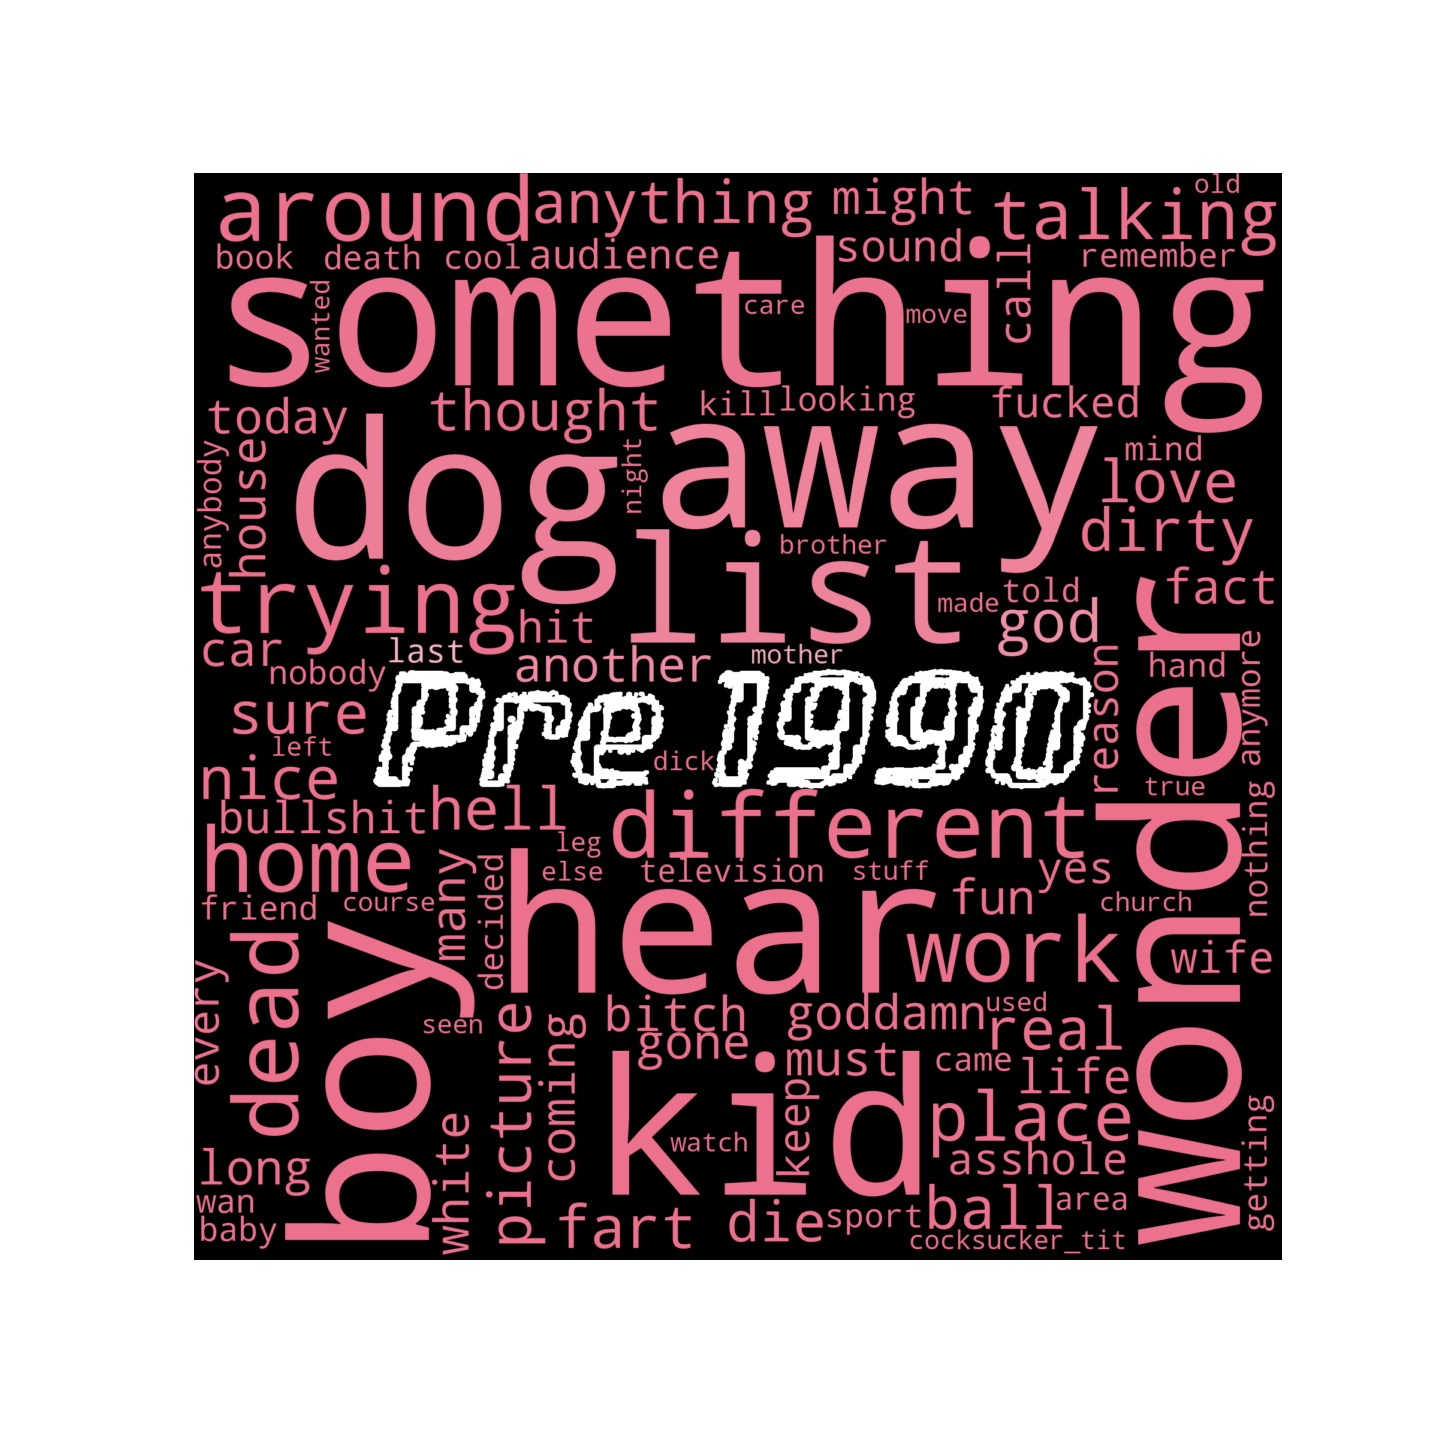 old
around anything might talking
book death cool audience sound remember
something
wanted
care
move
call
today thought kill looking fucked
dog away
mind
love
dirty
anybody
house
night
list
brother
trying
hit
made told
god
fact
car
nobody
last another mother
hand
anymore
Pre 1990
sure
left
nice
dick
reason
true
wonder
bullshit hell different
nothing
home
leg
else television stuff yes
friend course
many
decided
hear
fun church
work wife
dead
boy
every
seen
picture
coming
bitch goddamn used
gone
real
must came life
kid
watch
keep
place
asshole
long
wan
baby
white
fart die sport ball area
cocksucker_tit
getting